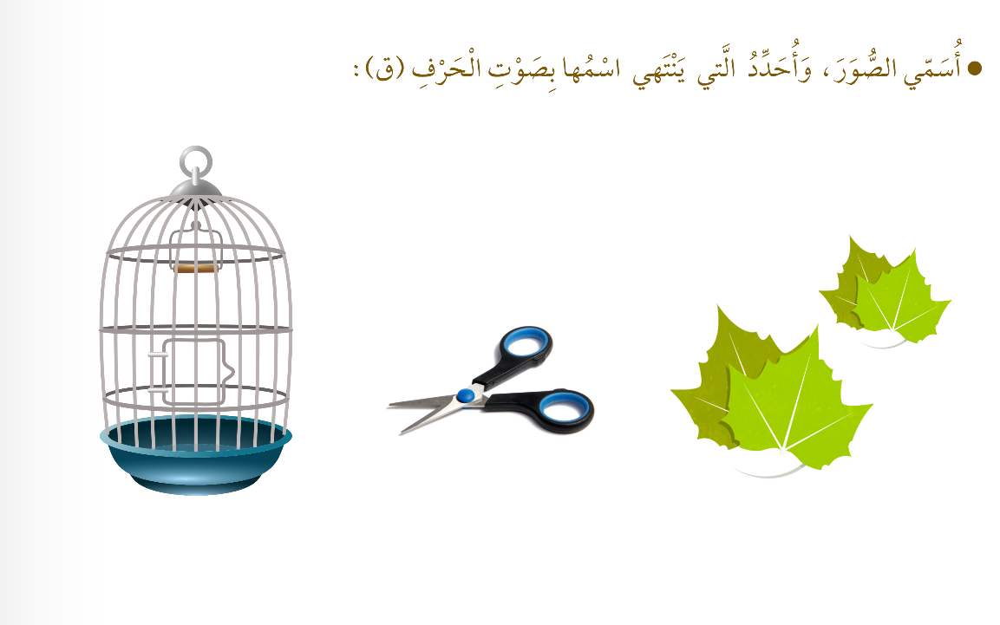 • أُسَمّي الصُّوَرَ، وَأُحَدِّدُ الَّتي يَنْتَهي اسْمُها بِصَوْتِ الْحَرْفِ (ق):